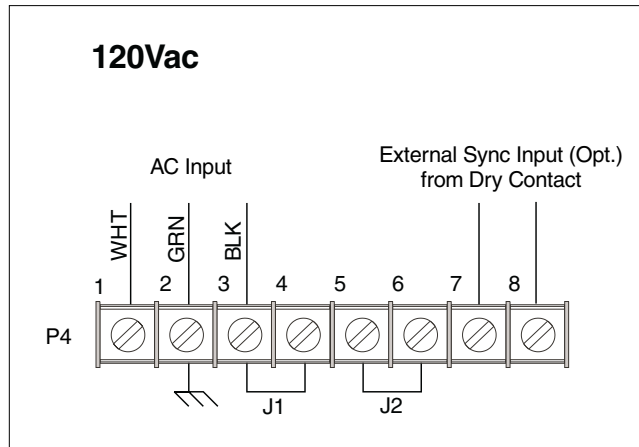 120Vac
AC Input
External Sync Input (Opt.)
from Dry Contact
WHT
GRN
BLK
1 2 3 4 5 6 7 8
P4
J1 J2